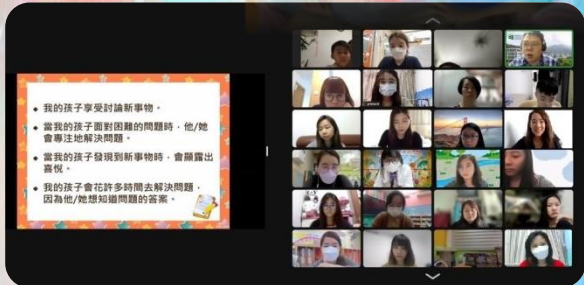 我的孩子享受討論新事物。
當我的孩子面對困難的問題時，他/她
會專注地解決問題。
當我的孩子發現到新事物時，會顯露出
喜悅。
我的孩子會花許多時間去解決問題，
因為他/她想知道問題的答案。